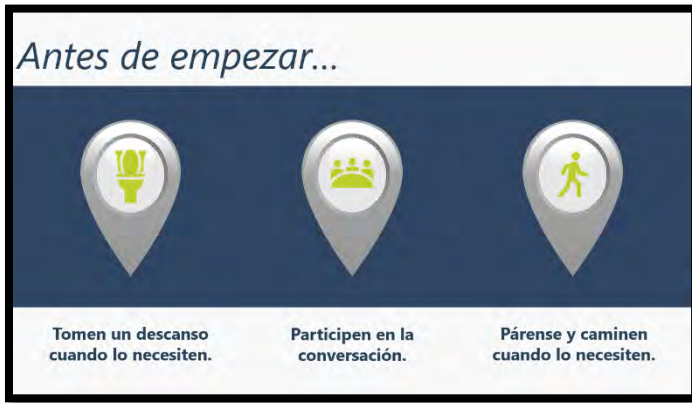 Antes de empezar...
Tomen un descanso
cuando lo necesiten.
Participen en la
conversación.
Párense y caminen
cuando lo necesiten.